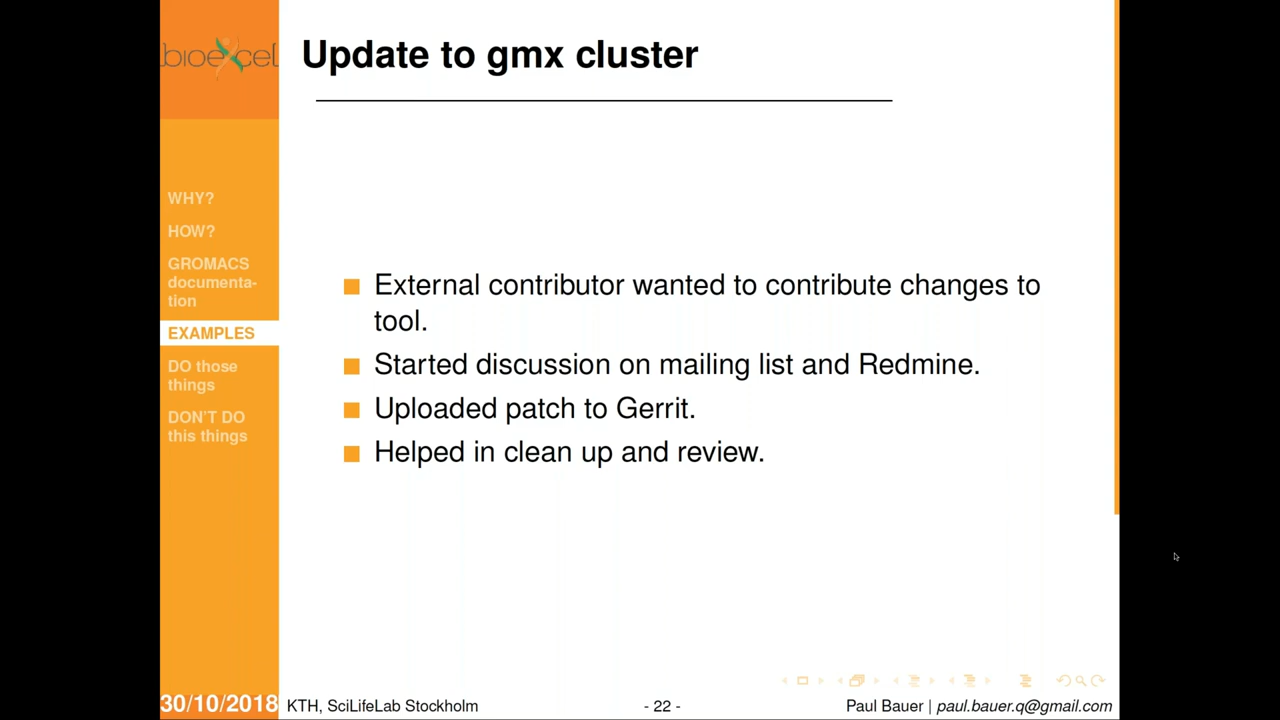 bioexcel
Update to gmx cluster
WHY?
HOW?
GROMACS
documenta-
tion
EXAMPLES
DO those
things
DON'T DO
this things
External contributor wanted to contribute changes to
tool.
Started discussion on mailing list and Redmine.
Uploaded patch to Gerrit.
Helped in clean up and review.
30/10/2018
KTH, SciLifeLab Stockholm
- 22 -
Paul Bauer | paul.bauer.q@gmail.com